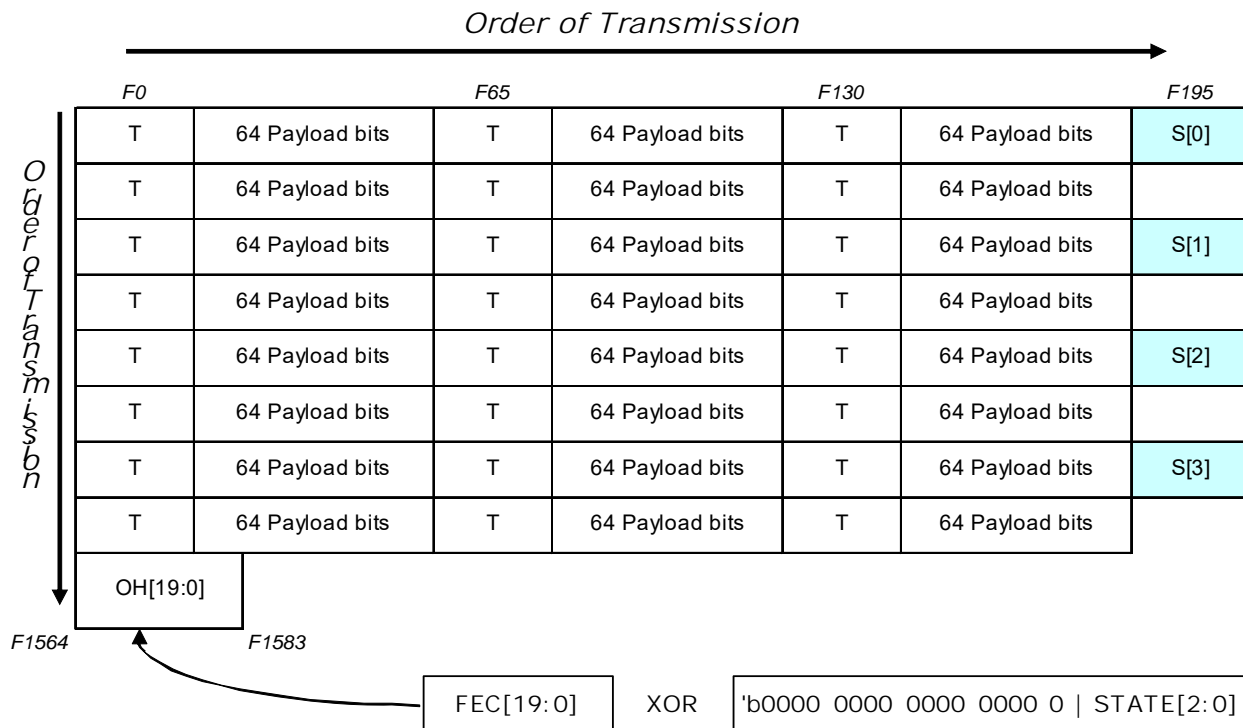 Order of Transmission
F0 F65 F130 F195
T 64 Payload bits T 64 Payload bits T 64 Payload bits S[0]
T 64 Payload bits T 64 Payload bits T 64 Payload bits
T 64 Payload bits T 64 Payload bits T 64 Payload bits S[1]
T 64 Payload bits T 64 Payload bits T 64 Payload bits
T 64 Payload bits T 64 Payload bits T 64 Payload bits S[2]
T 64 Payload bits T 64 Payload bits T 64 Payload bits
T 64 Payload bits T 64 Payload bits T 64 Payload bits S[3]
T 64 Payload bits T 64 Payload bits T 64 Payload bits
Order of Transmission
OH[19:0]
F1564 F1583
FEC[19:0] XOR 'b0000 0000 0000 0000 0 | STATE[2:0]